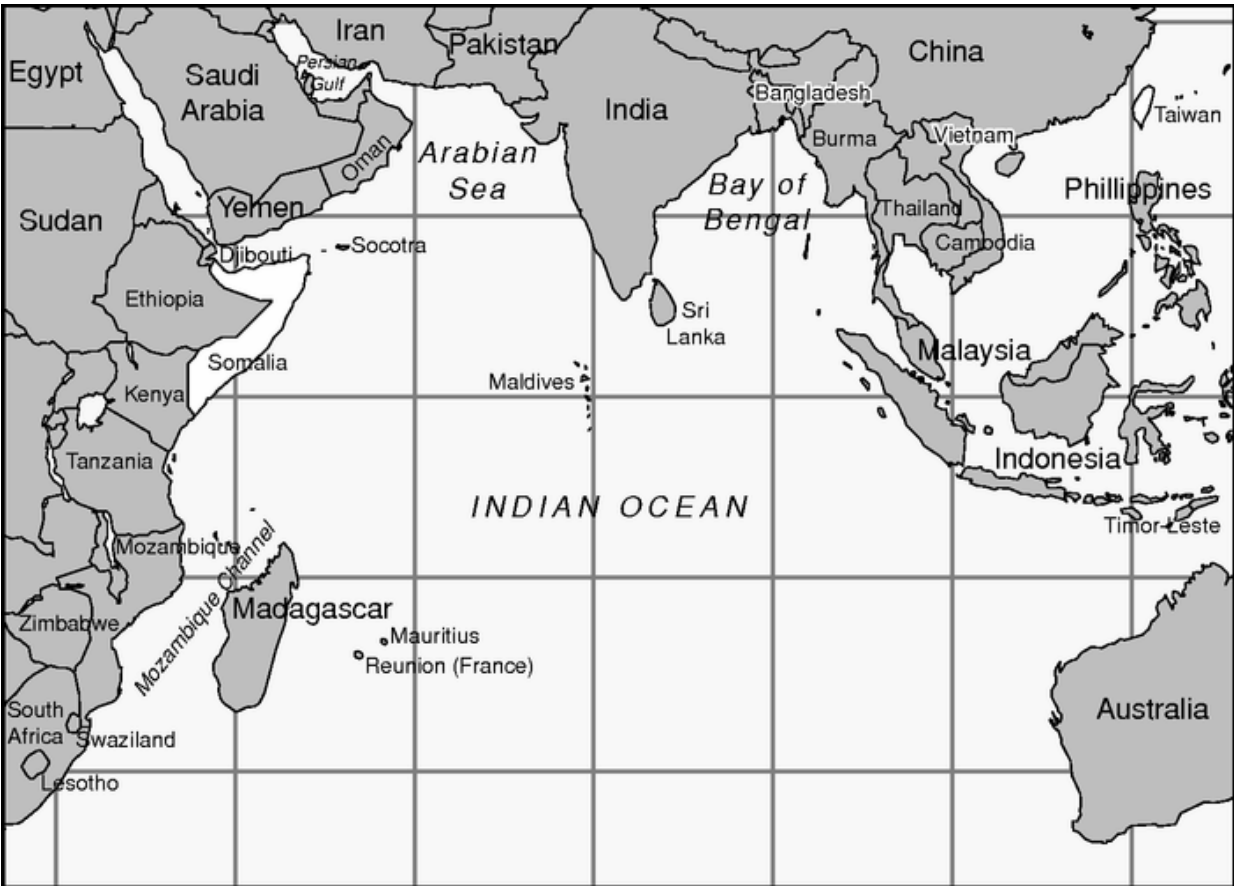 Iran
Pakistan
China
Egypt
Saudi
Arabia
Persian
Gulf
India
Bangladesh
Taiwan
Burma
Vietnam
Oman
Arabian
Sea
Bay of
Bengal
Phillippines
Sudan
Yemen
Thailand
Cambodia
Djibouti
Socotra
Ethiopia
Sri
Lanka
Somalia
Malaysia
Maldives
Kenya
Tanzania
Indonesia
INDIAN OCEAN
Timor-Leste
Mozambique
Mozambique Channel
Madagascar
Zimbabwe
Mauritius
Reunion (France)
South
Africa
Swaziland
Australia
Lesotho